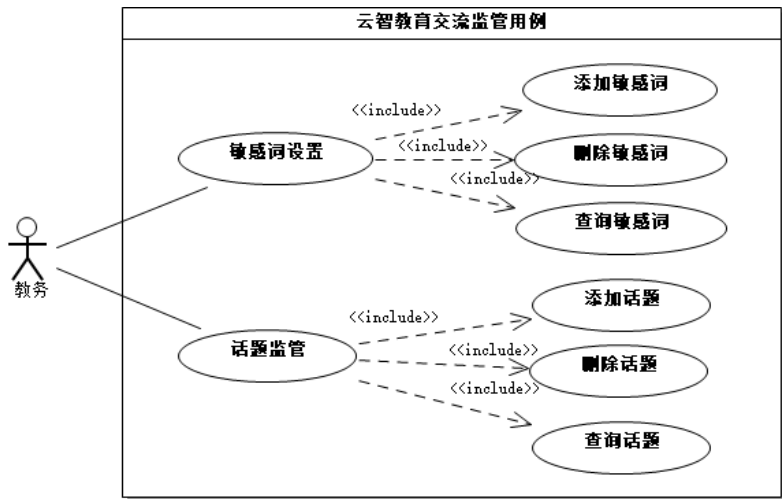 云智教育交流监管用例
添加敏感词
<<include>>
敏感词设置
<<include>>
删除敏感词
<<include>>
查询敏感词
教务
添加话题
<<include>>
话题监管
<<include>>
删除话题
<<include>>
查询话题